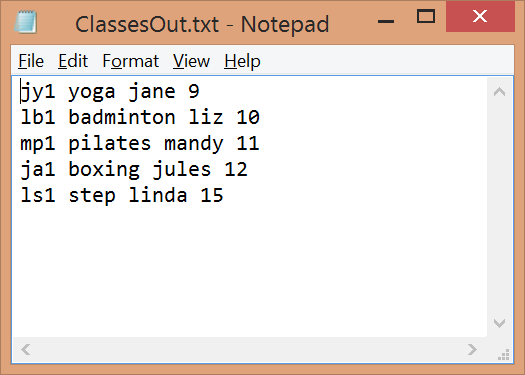 ClassesOut.txt - Notepad
File Edit Format View Help
jy1 yoga jane 9
lb1 badminton liz 10
mp1 pilates mandy 11
ja1 boxing jules 12
ls1 step linda 15